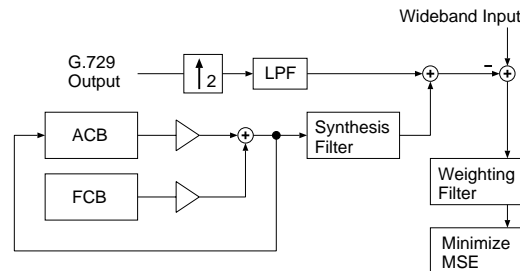 Wideband Input
G.729
Output
2
LPF
ACB
Synthesis
Filter
FCB
Weighting
Filter
Minimize
MSE